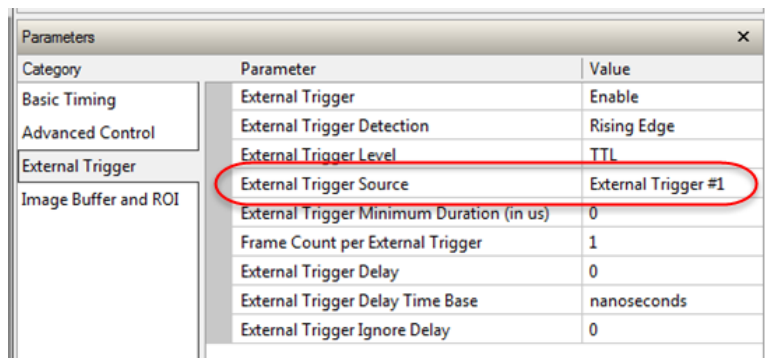 Parameters ×
Category Parameter Value
Basic Timing External Trigger Enable
Advanced Control External Trigger Detection Rising Edge
External Trigger External Trigger Level TTL
Image Buffer and ROI External Trigger Source External Trigger #1
External Trigger Minimum Duration (in us) 0
Frame Count per External Trigger 1
External Trigger Delay 0
External Trigger Delay Time Base nanoseconds
External Trigger Ignore Delay 0